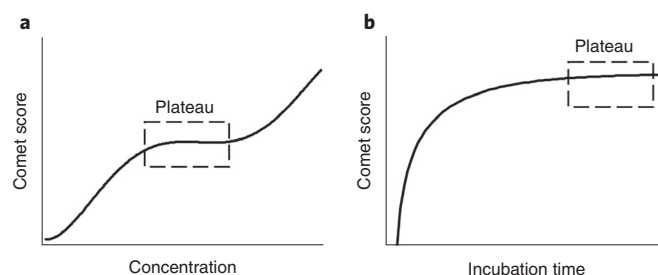 a
Comet score
Plateau
Concentration
b
Comet score
Plateau
Incubation time